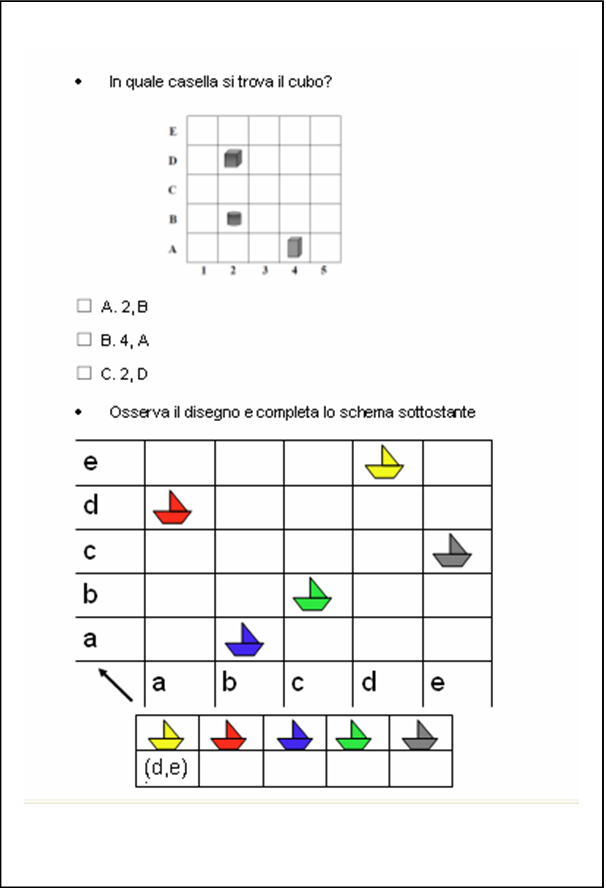 • In quale casella si trova il cubo?
E
D
C
B
A
1 2 3 4 5
☐ A. 2,B
☐ B. 4, A
☐ C. 2, D
• Osserva il disegno e completa lo schema sottostante
e
d
c
b
a
a b c d e
(d,e)